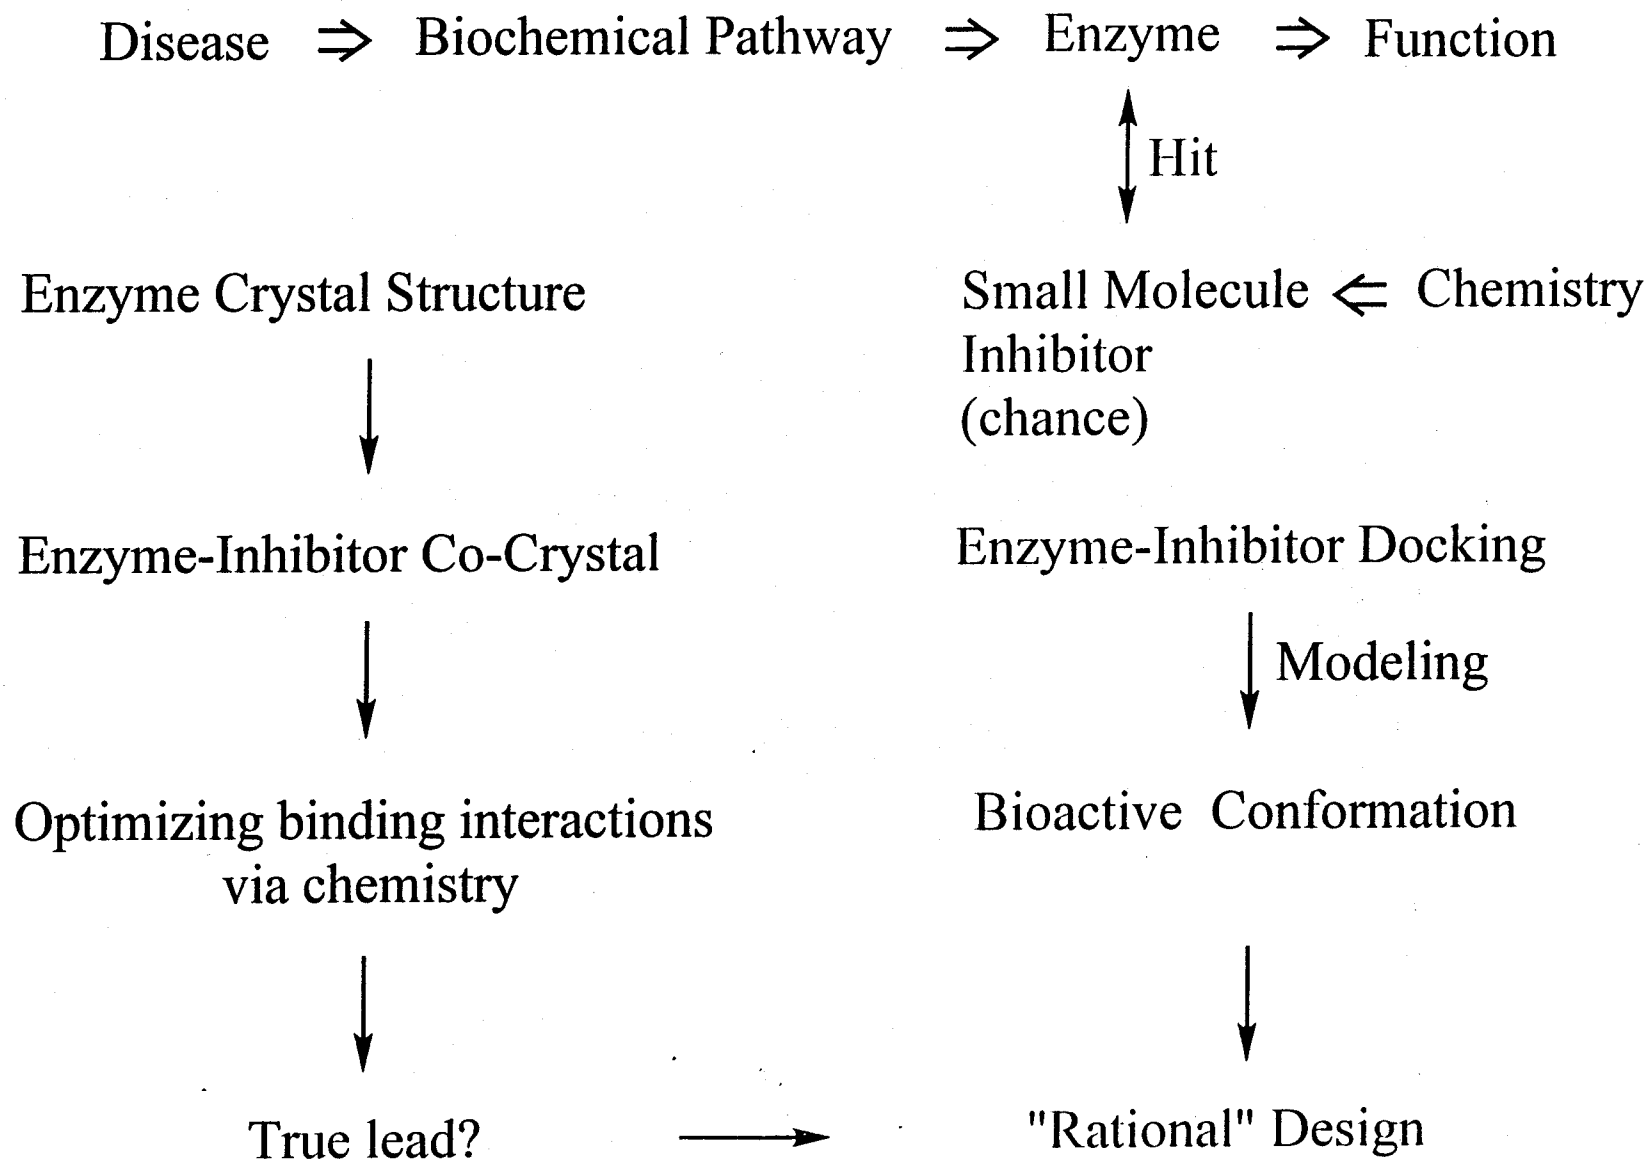 Disease ⇒ Biochemical Pathway ⇒ Enzyme ⇒ Function
Hit
Enzyme Crystal Structure
Small Molecule ⇐ Chemistry
Inhibitor
(chance)
Enzyme-Inhibitor Co-Crystal
Enzyme-Inhibitor Docking
Modeling
Optimizing binding interactions
via chemistry
Bioactive Conformation
True lead?
"Rational" Design